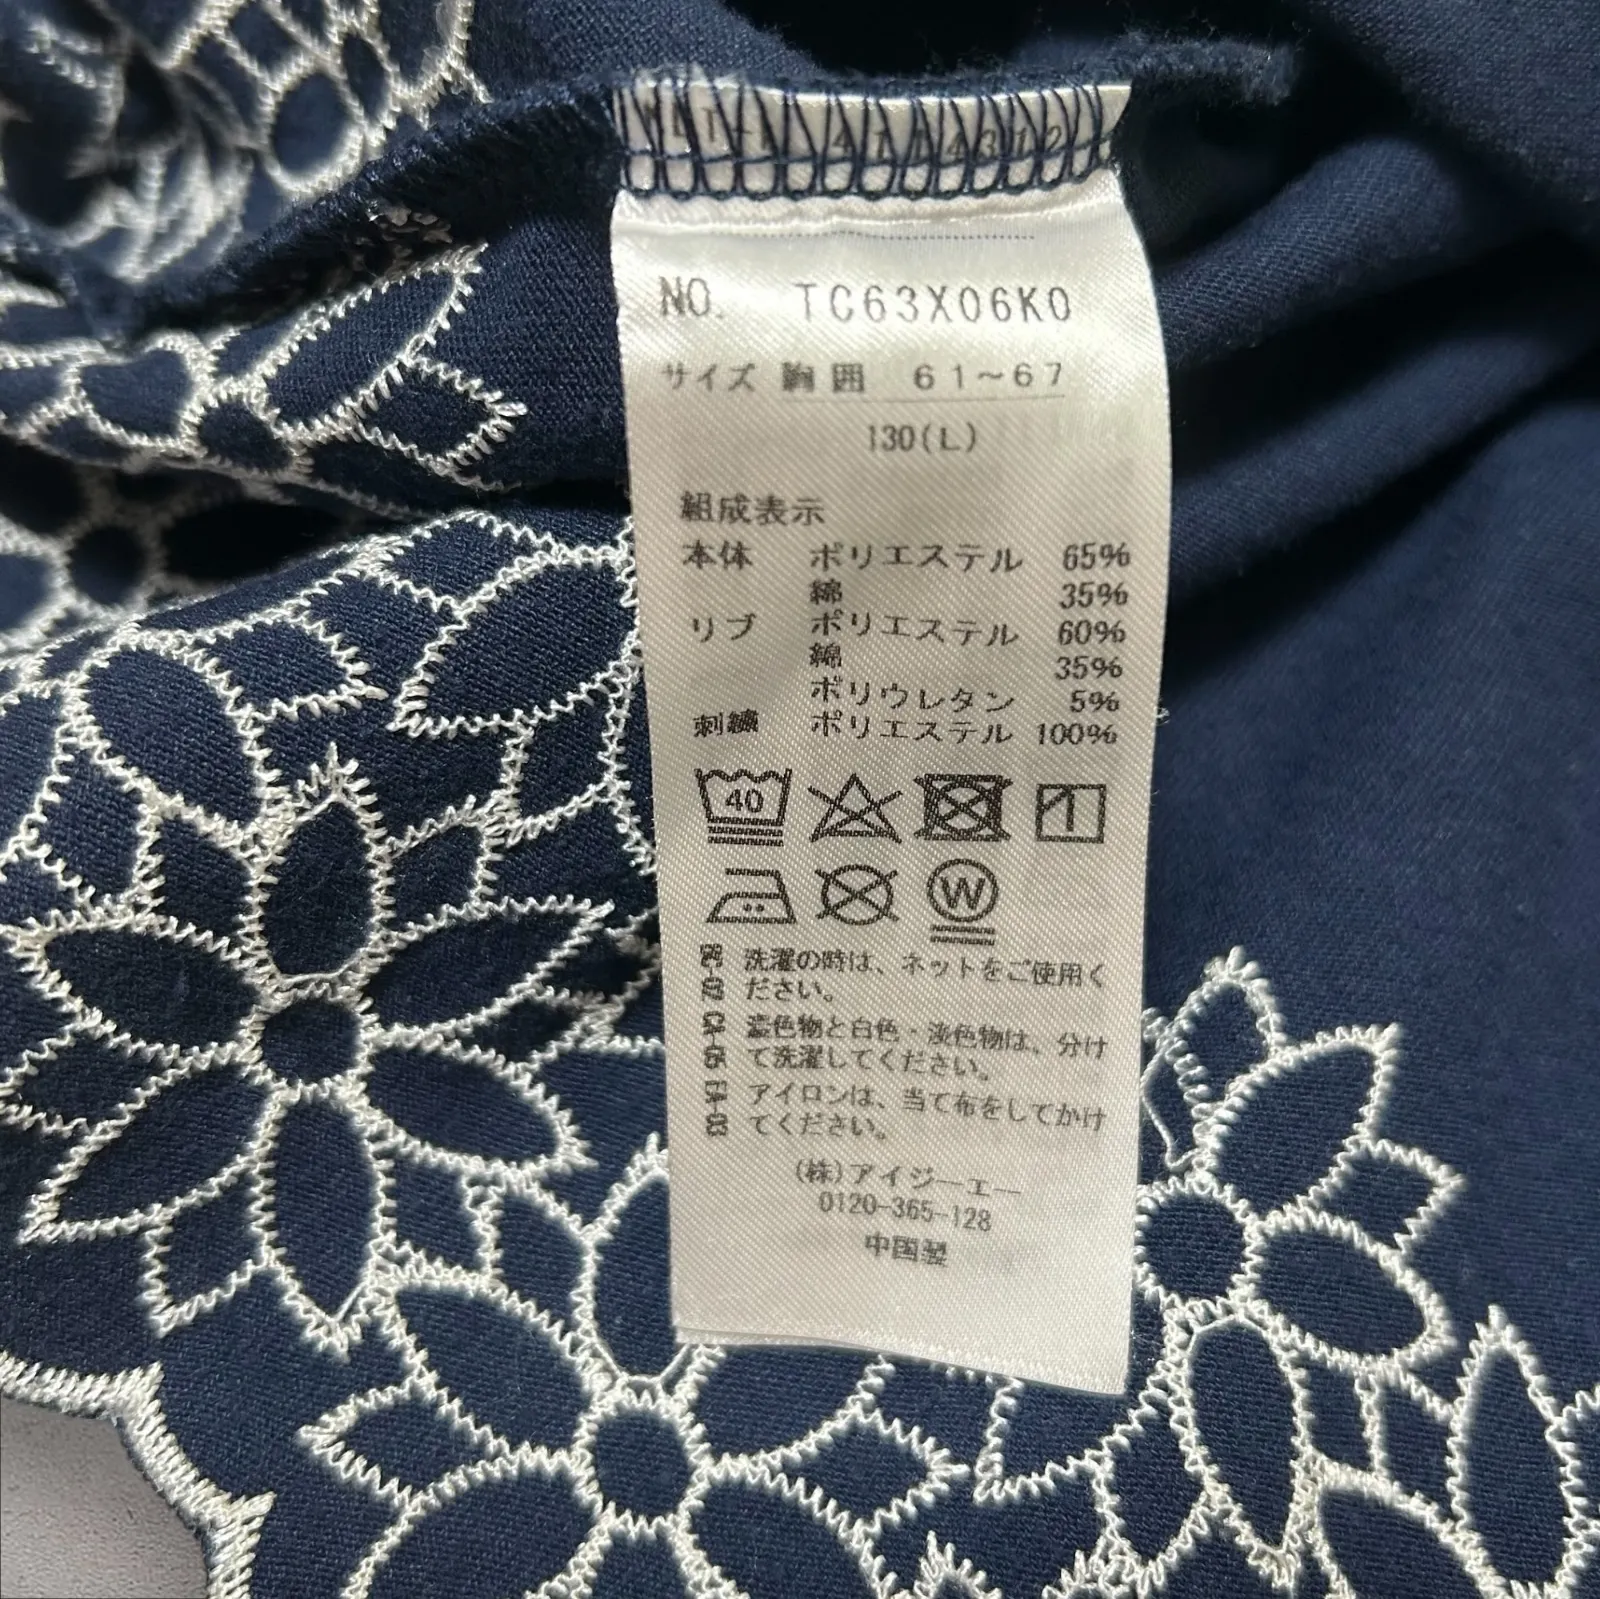 NO. TC63X06K0
サイズ 胸囲 61～67
130(L)
組成表示
本体 ポリエステル 65%
綿 35%
リブ ポリエステル 60%
綿 35%
ポリウレタン 5%
刺繍 ポリエステル 100%
40
W
洗濯の時は、ネットをご使用く
ださい。
濃色物と白色・淡色物は、分け
て洗濯してください。
アイロンは、当て布をしてかけ
てください。
(株)アイジーエー
0120-365-128
中国製